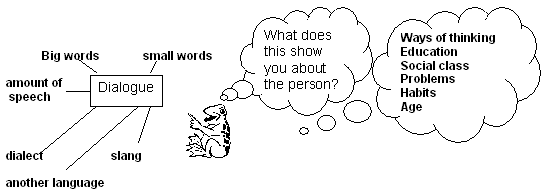 Big words
small words
amount of
speech
Dialogue
dialect
slang
another language
What does
this show
you about
the person?
Ways of thinking
Education
Social class
Problems
Habits
Age